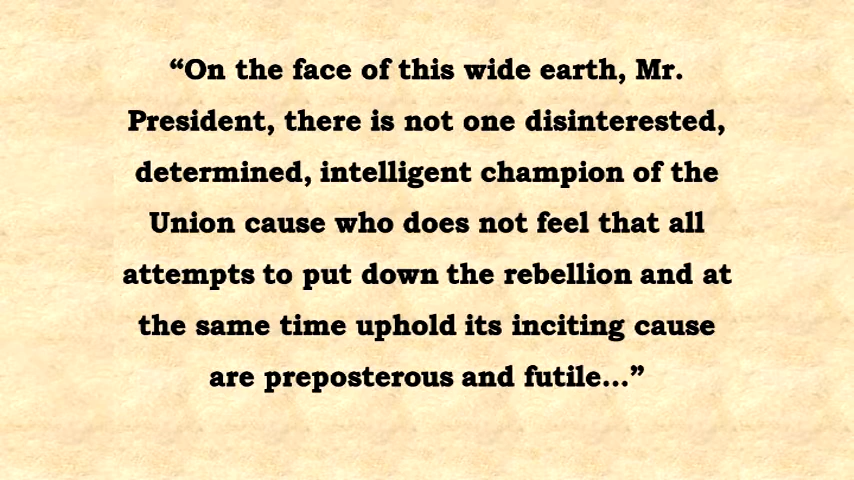 “On the face of this wide earth, Mr.
President, there is not one disinterested,
determined, intelligent champion of the
Union cause who does not feel that all
attempts to put down the rebellion and at
the same time uphold its inciting cause
are preposterous and futile...”